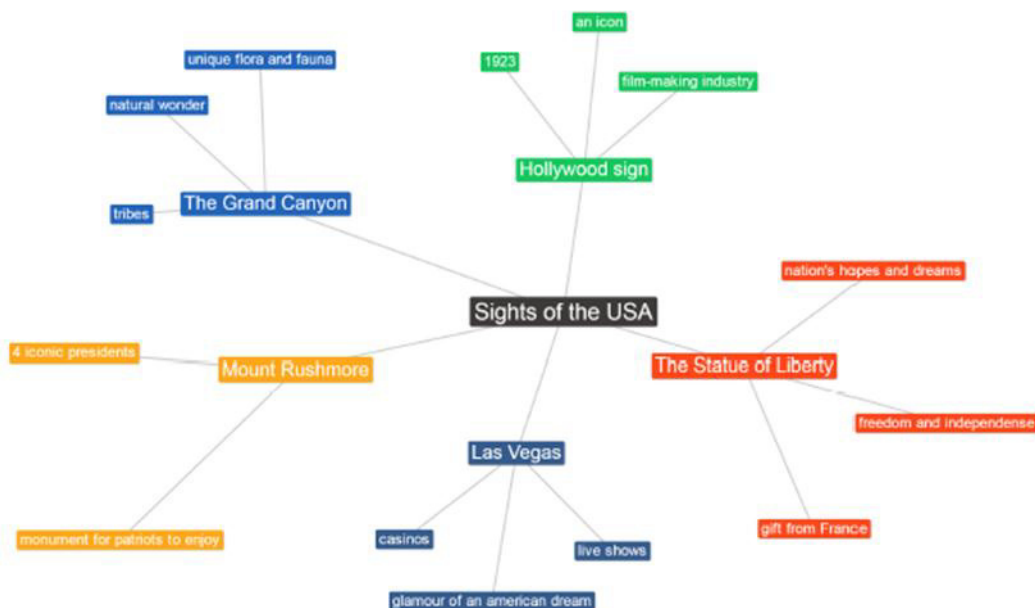 an icon
1923
unique flora and fauna
film-making industry
natural wonder
Hollywood sign
The Grand Canyon
tribes
nation's hopes and dreams
Sights of the USA
4 iconic presidents
Mount Rushmore
The Statue of Liberty
freedom and independense
Las Vegas
gift from France
monument for patriots to enjoy
casinos
live shows
glamour of an american dream